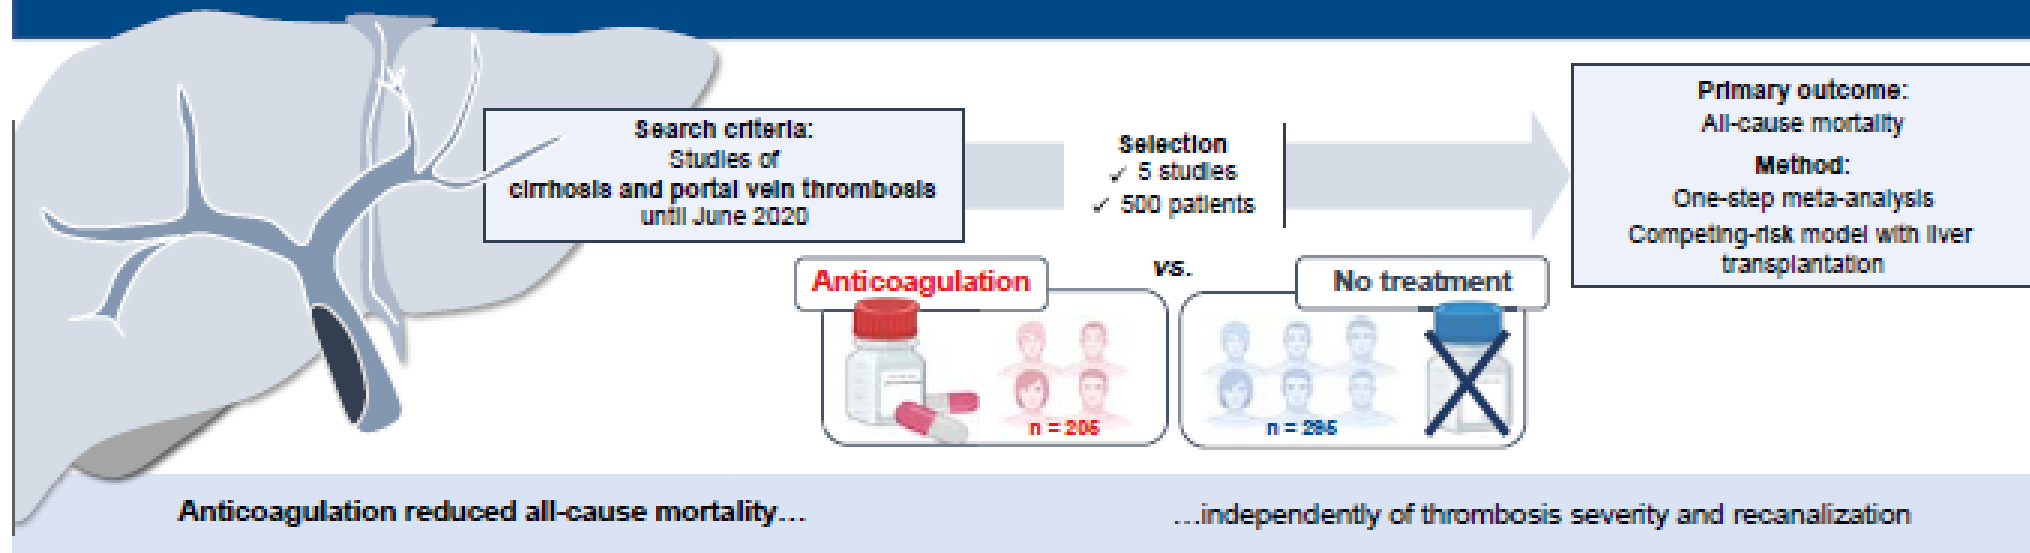 Search criteria:
Studies of
cirrhosis and portal vein thrombosis
until June 2020
Selection
✓ 5 studies
✓ 500 patients
Primary outcome:
All-cause mortality
Method:
One-step meta-analysis
Competing-risk model with liver
transplantation
vs.
Anticoagulation
No treatment
n = 205
n = 295
Anticoagulation reduced all-cause mortality…
…independently of thrombosis severity and recanalization